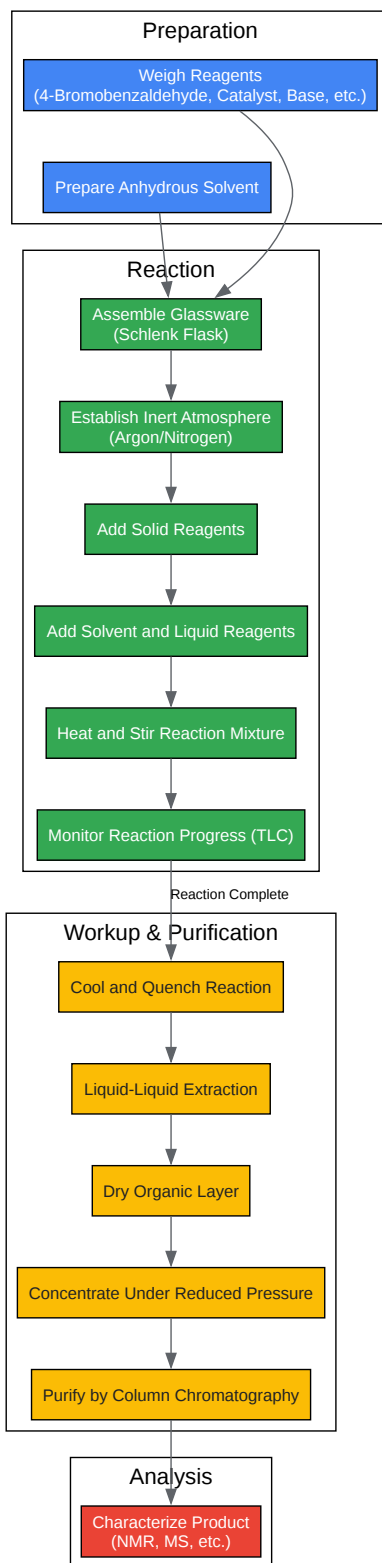 Preparation
Weigh Reagents
(4-Bromobenzaldehyde, Catalyst, Base, etc.)
Prepare Anhydrous Solvent
Reaction
Assemble Glassware
(Schlenk Flask)
Establish Inert Atmosphere
(Argon/Nitrogen)
Add Solid Reagents
Add Solvent and Liquid Reagents
Heat and Stir Reaction Mixture
Monitor Reaction Progress (TLC)
Reaction Complete
Workup & Purification
Cool and Quench Reaction
Liquid-Liquid Extraction
Dry Organic Layer
Concentrate Under Reduced Pressure
Purify by Column Chromatography
Analysis
Characterize Product
(NMR, MS, etc.)